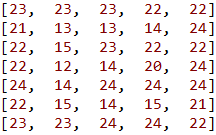 [23, 23, 23, 22, 22]
[21, 13, 13, 14, 24]
[22, 15, 23, 22, 22]
[22, 12, 14, 20, 24]
[24, 14, 24, 24, 24]
[22, 15, 14, 15, 21]
[23, 23, 24, 24, 22]